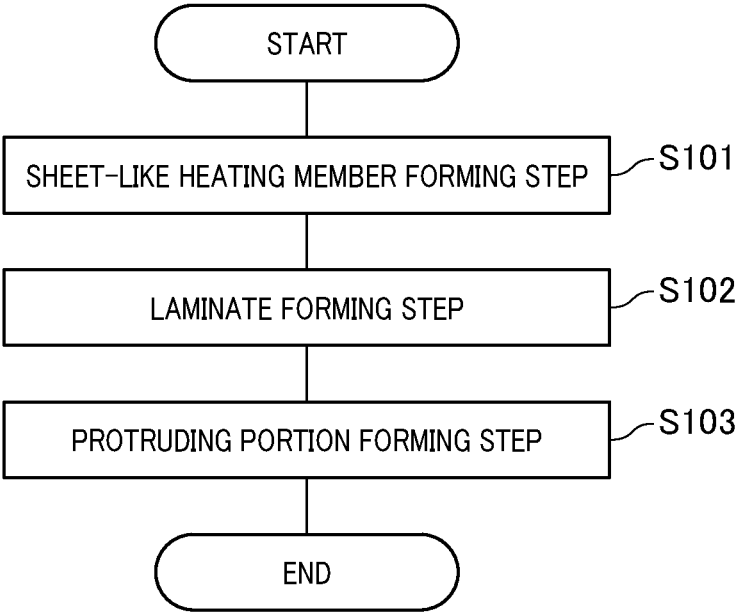 START
SHEET-LIKE HEATING MEMBER FORMING STEP
S101
LAMINATE FORMING STEP
S102
PROTRUDING PORTION FORMING STEP
S103
END